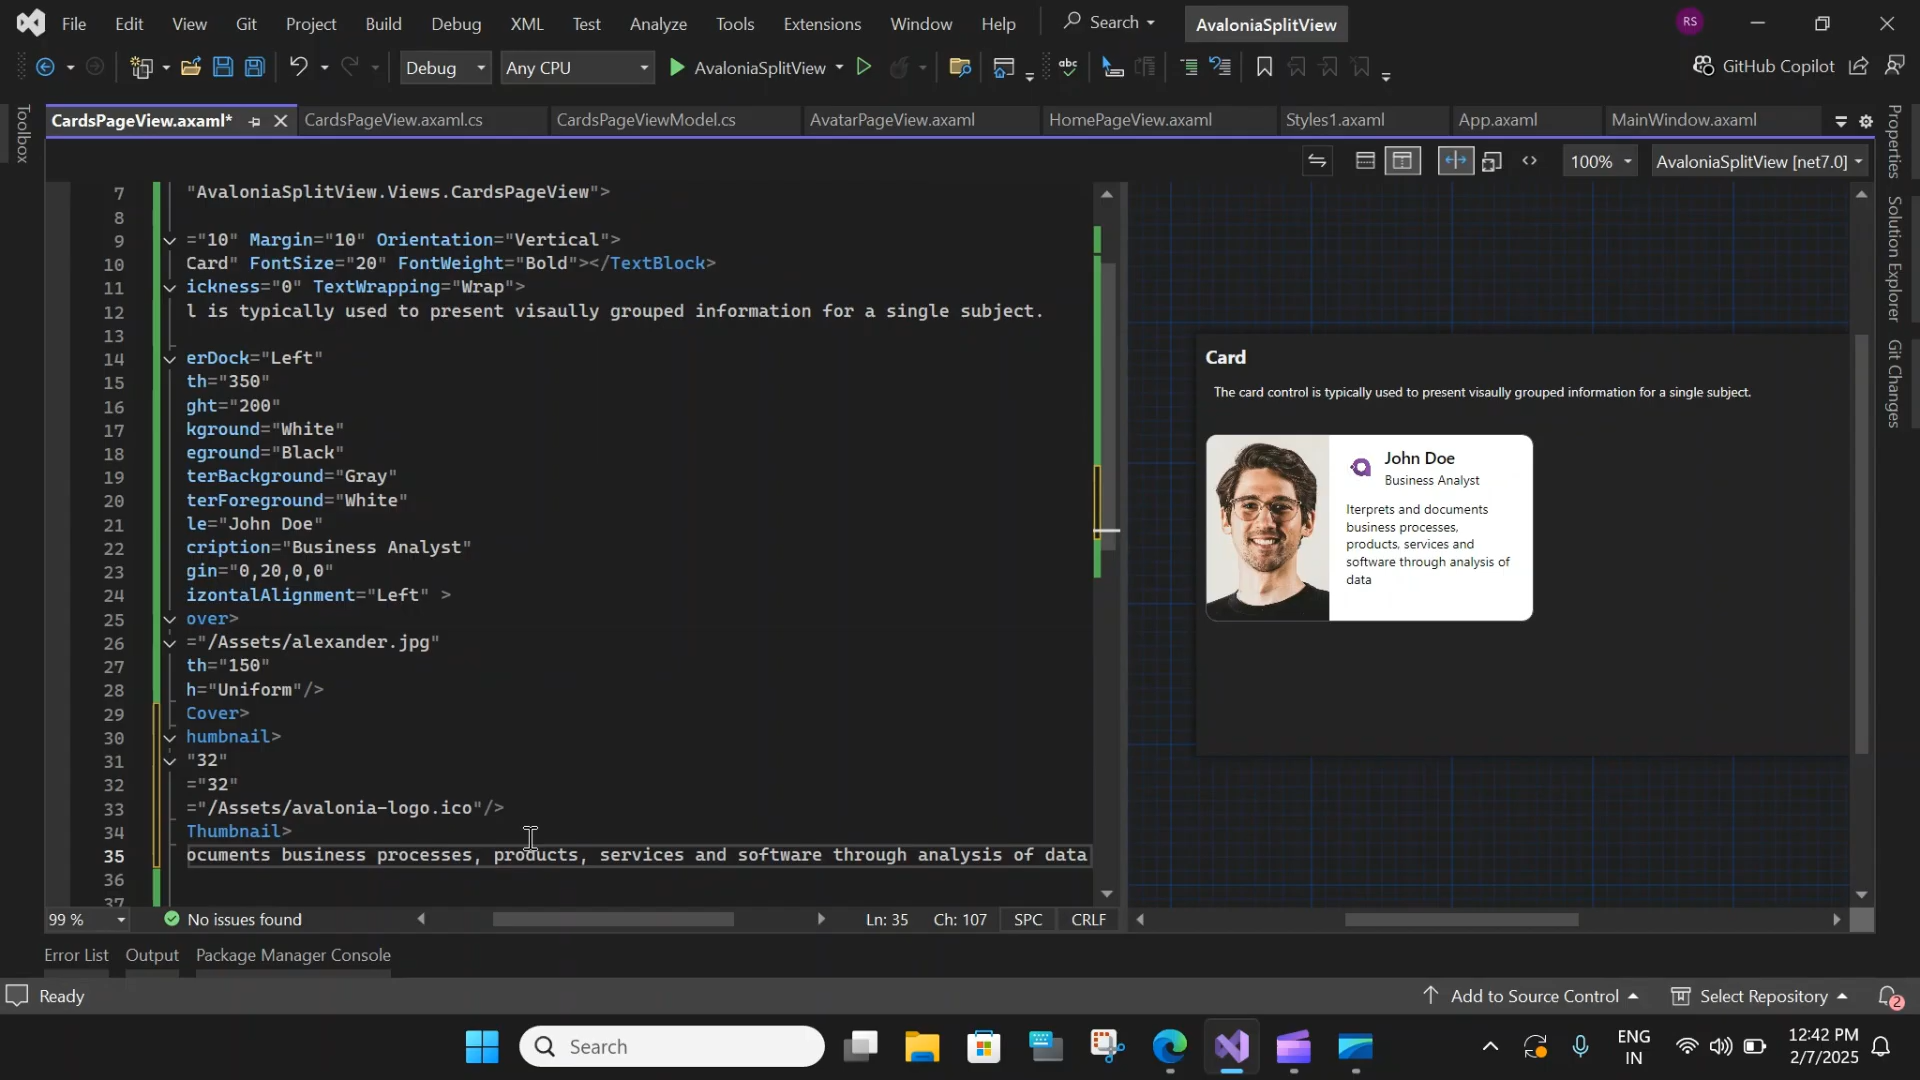 File Edit View Git Project Build Debug XML Test Analyze Tools Extensions Window Help Search AvaloniaSplitView RS
Debug Any CPU AvaloniaSplitView abc GitHub Copilot
Toolbox
CardsPageView.axaml* CardsPageView.axaml.cs CardsPageViewModel.cs AvatarPageView.axaml HomePageView.axaml Styles1.axaml App.axaml MainWindow.axaml
100% AvaloniaSplitView [net7.0]
7 "AvaloniaSplitView.Views.CardsPageView">
8
9 ="10" Margin="10" Orientation="Vertical">
10 Card" FontSize="20" FontWeight="Bold"></TextBlock>
11 ickness="0" TextWrapping="Wrap">
12 l is typically used to present visaully grouped information for a single subject.
13
14 erDock="Left"
15 th="350"
16 ght="200"
17 kground="White"
18 eground="Black"
19 terBackground="Gray"
20 terForeground="White"
21 le="John Doe"
22 cription="Business Analyst"
23 gin="0,20,0,0"
24 izontalAlignment="Left" >
25 over>
26 ="/Assets/alexander.jpg"
27 th="150"
28 h="Uniform"/>
29 Cover>
30 humbnail>
31 "32"
32 ="32"
33 ="/Assets/avalonia-logo.ico"/>
34 Thumbnail>
35 ocuments business processes, products, services and software through analysis of data
36
37
Card
The card control is typically used to present visaully grouped information for a single subject.
John Doe
Business Analyst
Iterprets and documents
business processes,
products, services and
software through analysis of
data
Properties
Solution Explorer
Git Changes
99 % No issues found Ln: 35 Ch: 107 SPC CRLF
Error List Output Package Manager Console
Ready Add to Source Control Select Repository 2
Search ENG
IN
12:42 PM
2/7/2025